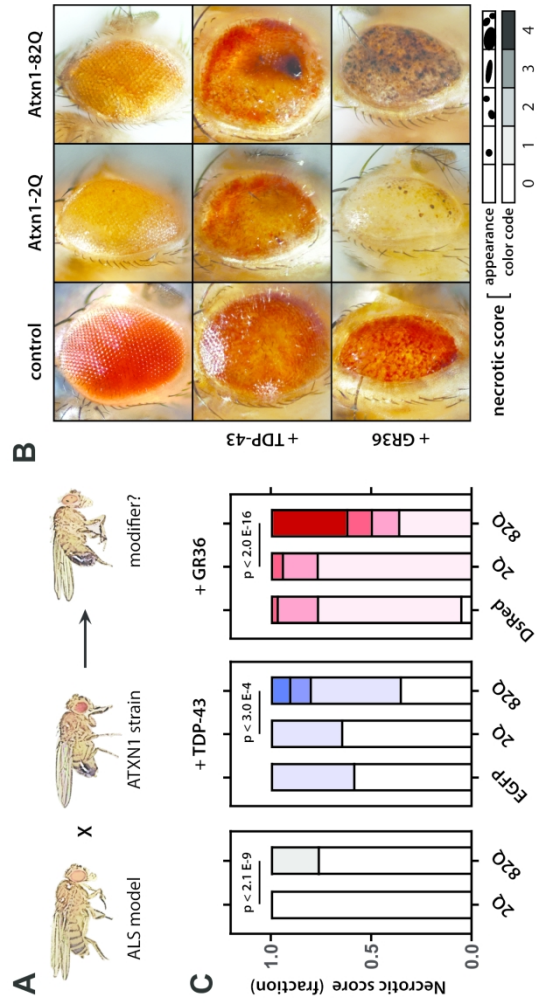 A
ALS model
X
ATXN1 strain
modifier?
B
control
Atxn1-2Q
Atxn1-82Q
+ TDP-43
+ GR36
necrotic score [
appearance
color code
0 1 2 3 4
C
Necrotic score (fraction)
1.0
0.5
0.0
p < 2.1 E-9
2Q 82Q
+ TDP-43
p < 3.0 E-4
EGFP 2Q 82Q
+ GR36
p < 2.0 E-16
DsRed 2Q 82Q